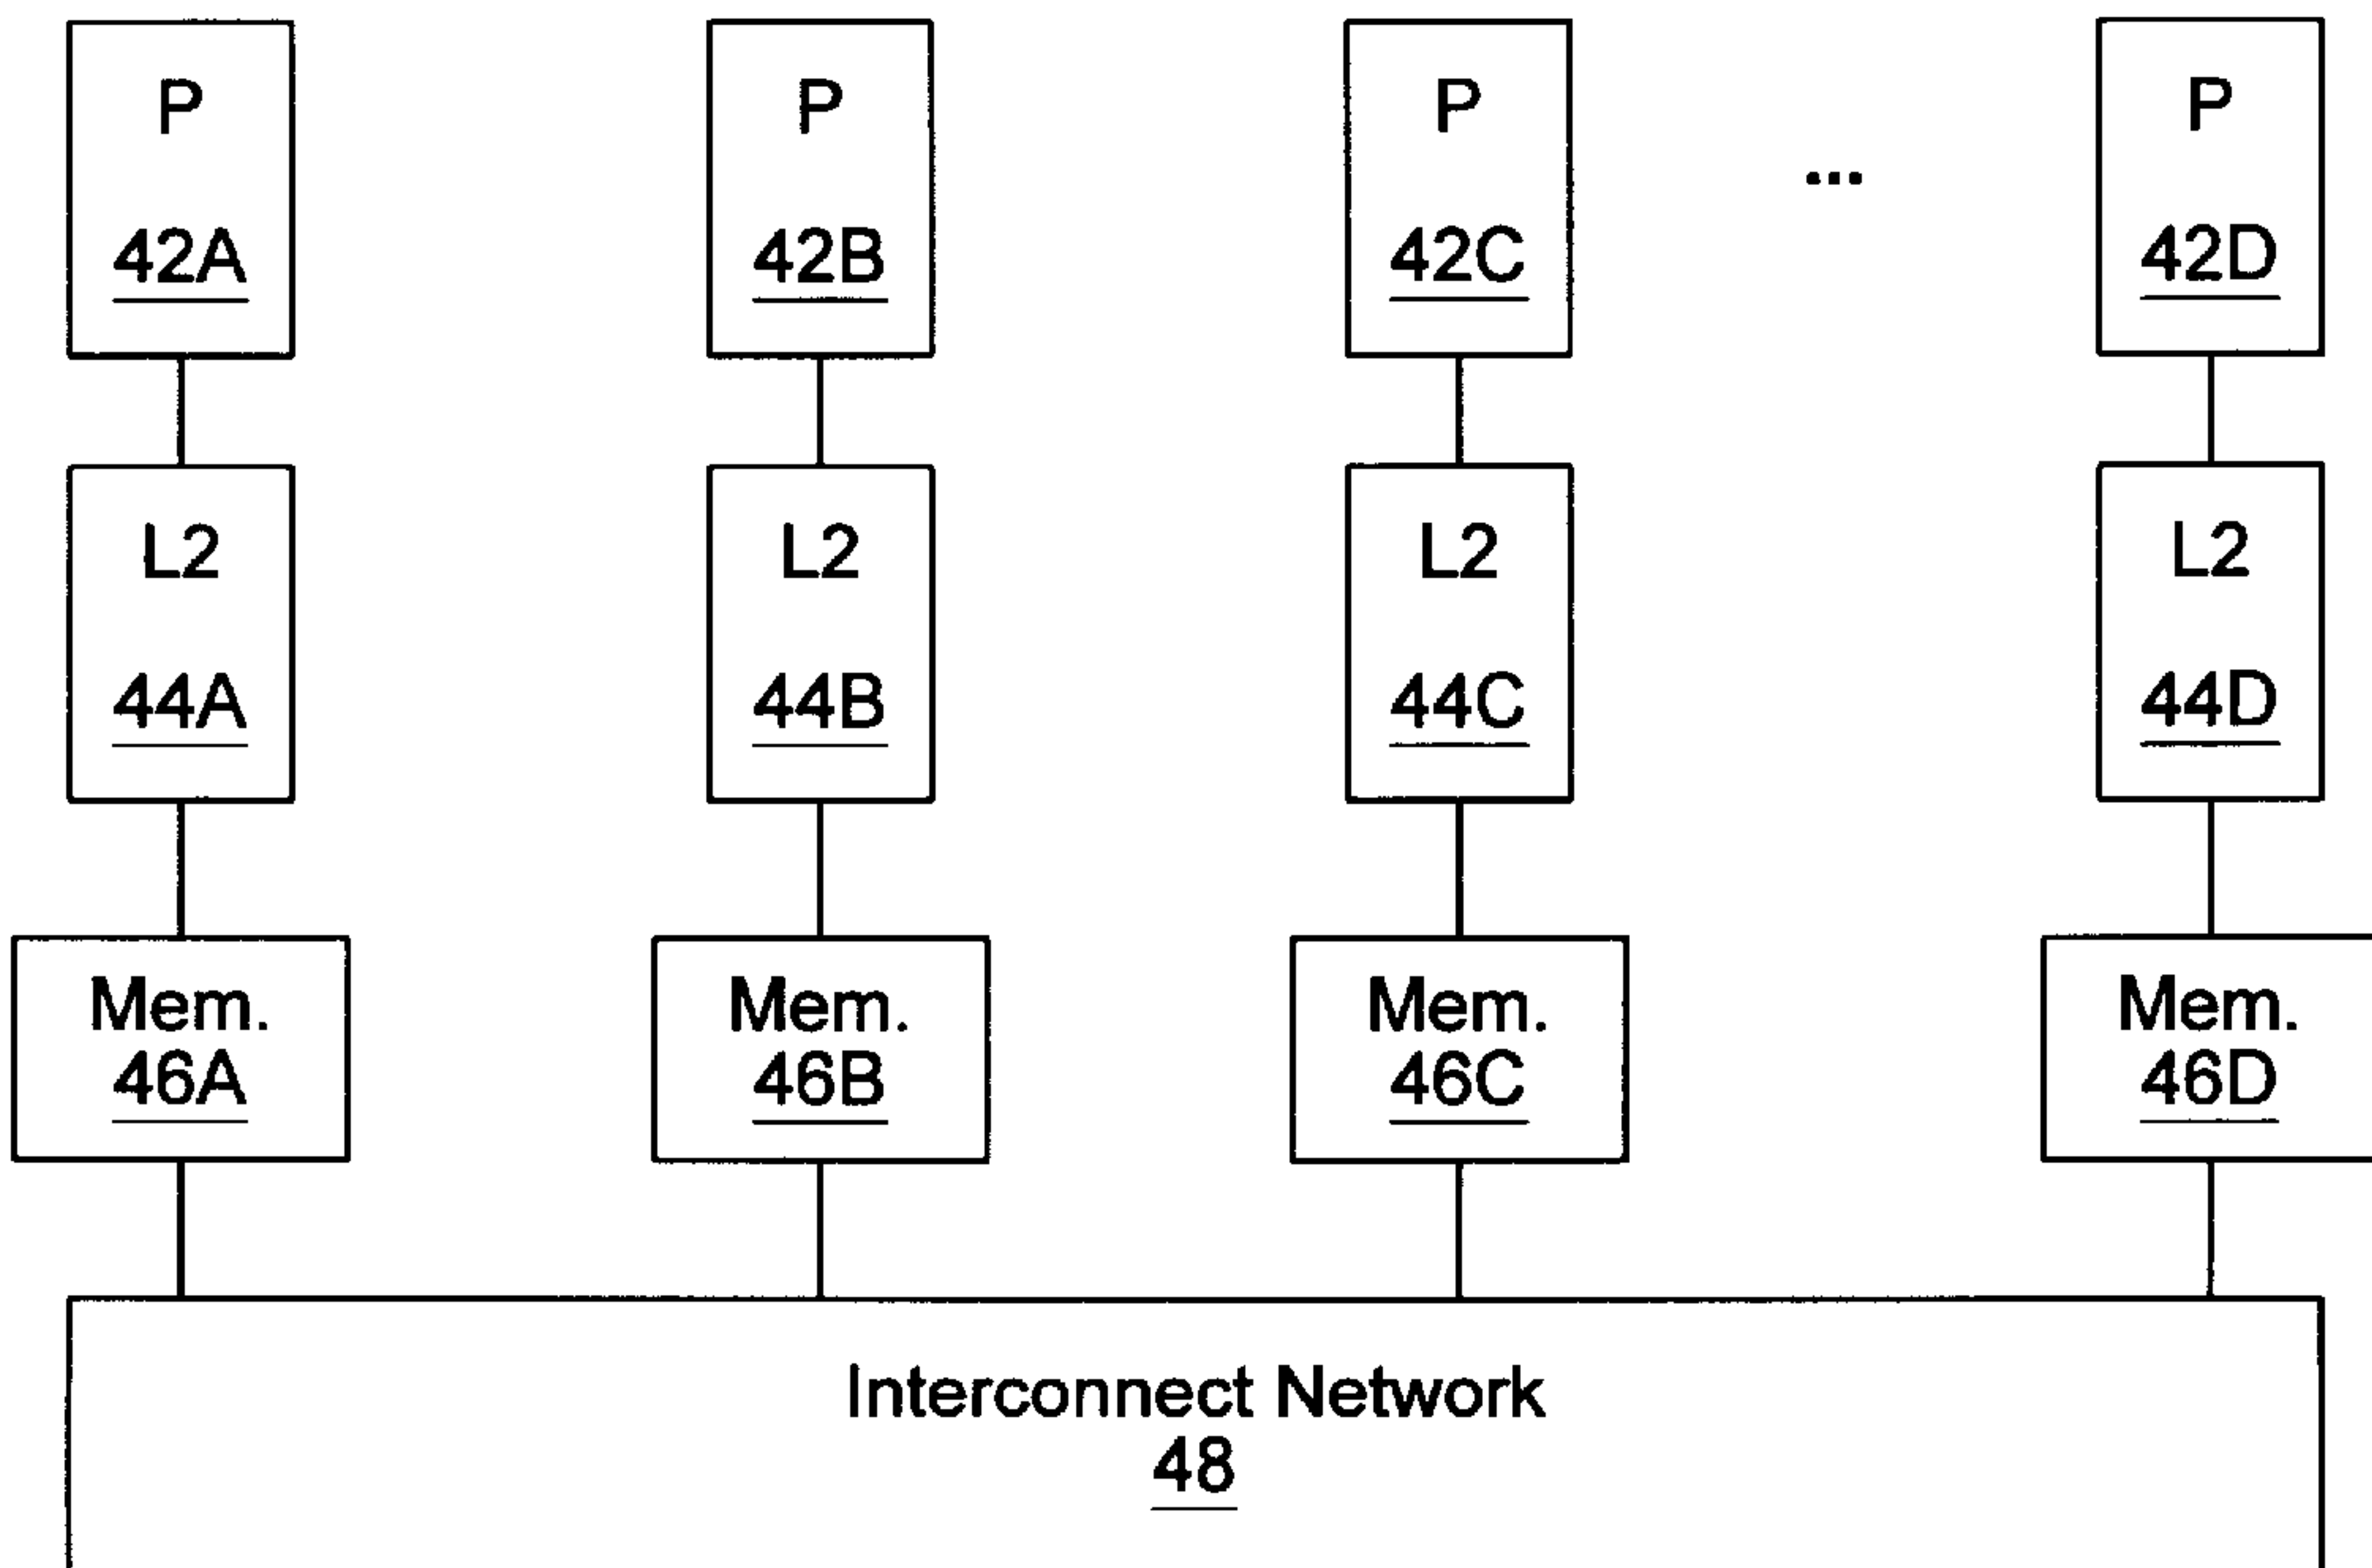 P P P ... P
42A 42B 42C 42D
L2 L2 L2 L2
44A 44B 44C 44D
Mem. Mem. Mem. Mem.
46A 46B 46C 46D
Interconnect Network
48